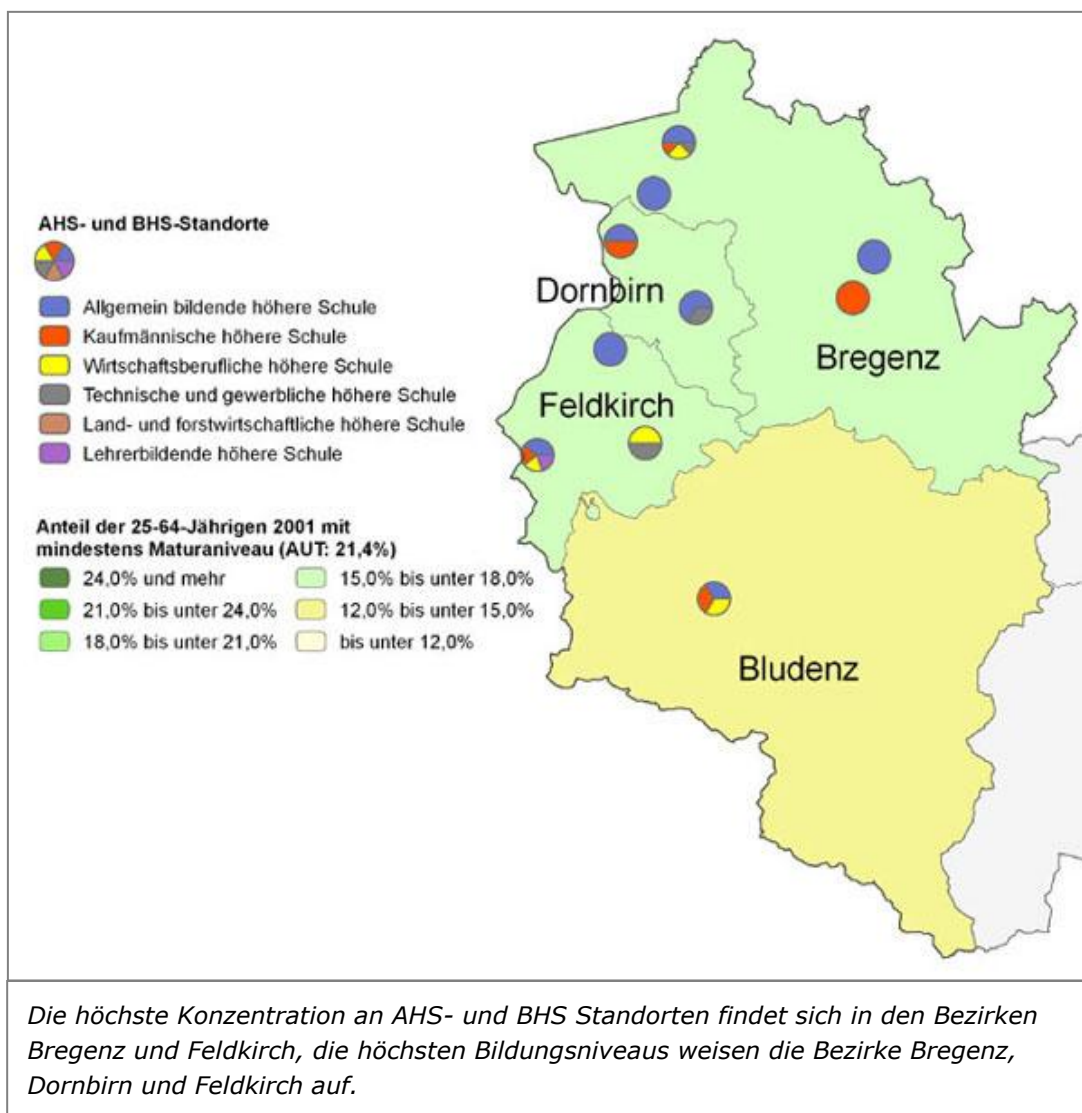 AHS- und BHS-Standorte
Allgemein bildende höhere Schule
Kaufmännische höhere Schule
Wirtschaftsberufliche höhere Schule
Technische und gewerbliche höhere Schule
Land- und forstwirtschaftliche höhere Schule
Lehrerbildende höhere Schule
Anteil der 25-64-Jährigen 2001 mit
mindestens Maturaniveau (AUT: 21,4%)
24,0% und mehr
21,0% bis unter 24,0%
18,0% bis unter 21,0%
15,0% bis unter 18,0%
12,0% bis unter 15,0%
bis unter 12,0%
Dornbirn
Bregenz
Feldkirch
Bludenz
Die höchste Konzentration an AHS- und BHS Standorten findet sich in den Bezirken
Bregenz und Feldkirch, die höchsten Bildungsniveaus weisen die Bezirke Bregenz,
Dornbirn und Feldkirch auf.